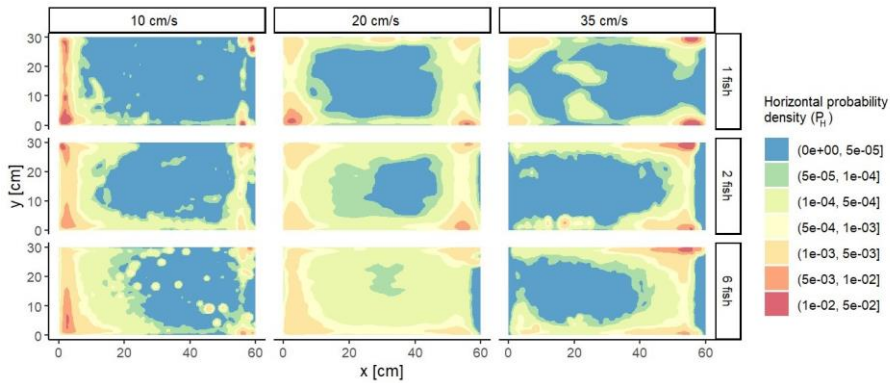 10 cm/s
20 cm/s
35 cm/s
30
20
10
0
1 fish
30
20
10
0
2 fish
30
20
10
0
6 fish
y [cm]
0 20 40 60
0 20 40 60
0 20 40 60
x [cm]
Horizontal probability
density (PH)
(0e+00, 5e-05]
(5e-05, 1e-04]
(1e-04, 5e-04]
(5e-04, 1e-03]
(1e-03, 5e-03]
(5e-03, 1e-02]
(1e-02, 5e-02]